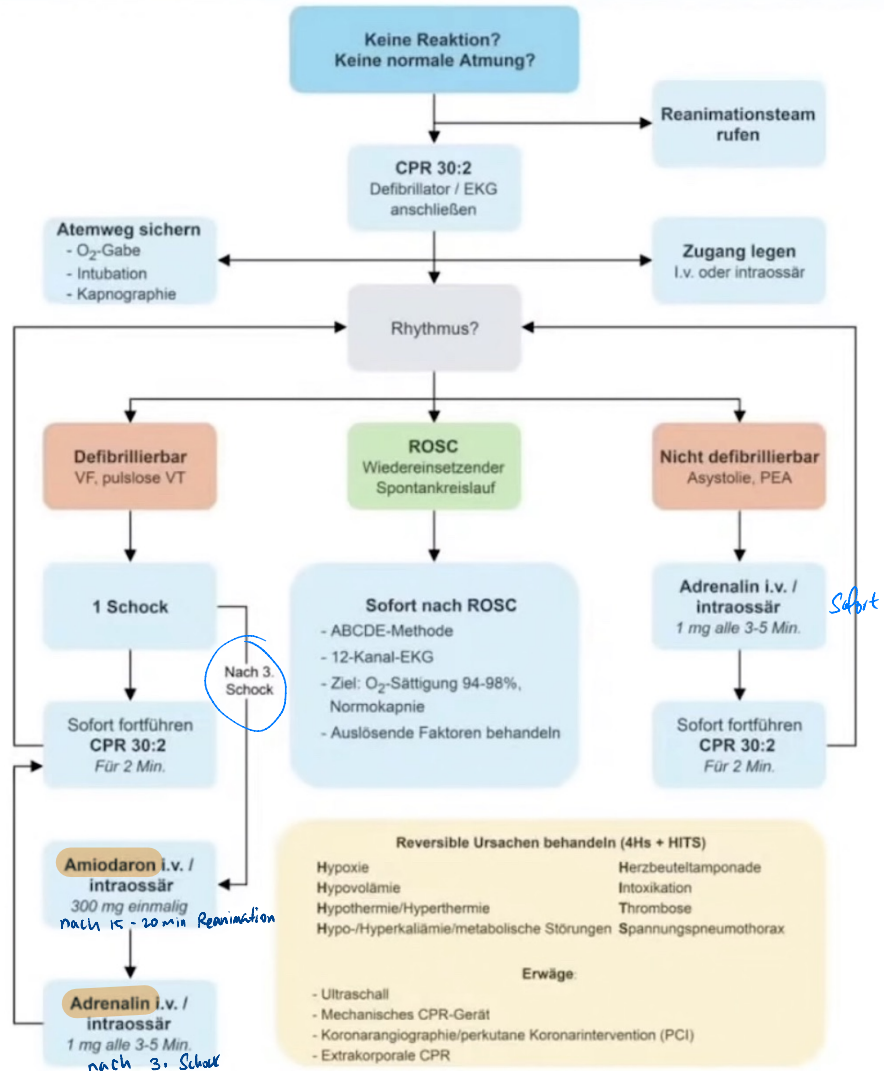 Keine Reaktion?
Keine normale Atmung?
Reanimationsteam
rufen
CPR 30:2
Defibrillator / EKG
anschließen
Atemweg sichern
- O₂-Gabe
- Intubation
- Kapnographie
Zugang legen
I.v. oder intraossär
Rhythmus?
Defibrillierbar
VF, pulslose VT
ROSC
Wiedereinsetzender
Spontankreislauf
Nicht defibrillierbar
Asystolie, PEA
1 Schock
Nach 3.
Schock
Sofort fortführen
CPR 30:2
Für 2 Min.
Amiodaron i.v. /
intraossär
300 mg einmalig
nach 15-20 min Reanimation
Adrenalin i.v. /
intraossär
1 mg alle 3-5 Min.
nach 3. Schock
Sofort nach ROSC
- ABCDE-Methode
- 12-Kanal-EKG
- Ziel: O₂-Sättigung 94-98%,
Normokapnie
- Auslösende Faktoren behandeln
Adrenalin i.v. /
intraossär
1 mg alle 3-5 Min.
Sofort
Sofort fortführen
CPR 30:2
Für 2 Min.
Reversible Ursachen behandeln (4Hs + HITS)
Hypoxie
Hypovolämie
Hypothermie/Hyperthermie
Hypo-/Hyperkaliämie/metabolische Störungen
Herzbeuteltamponade
Intoxikation
Thrombose
Spannungspneumothorax
Erwäge:
- Ultraschall
- Mechanisches CPR-Gerät
- Koronarangiographie/perkutane Koronarintervention (PCI)
- Extrakorporale CPR